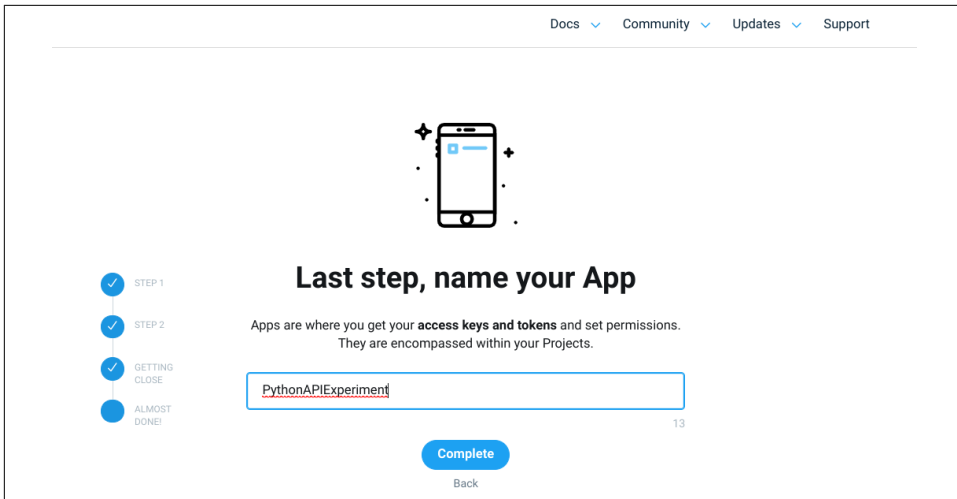 Docs Community Updates Support
Last step, name your App
Apps are where you get your access keys and tokens and set permissions.
They are encompassed within your Projects.
STEP 1
STEP 2
GETTING
CLOSE
ALMOST
DONE!
PythonAPIExperiment
13
Complete
Back